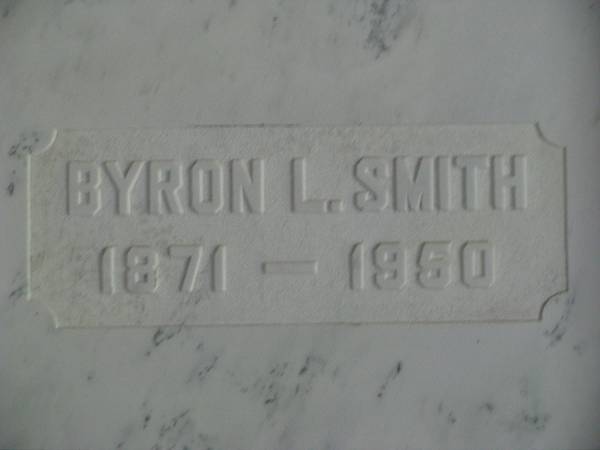 BYRON L. SMITH
1871 — 1950